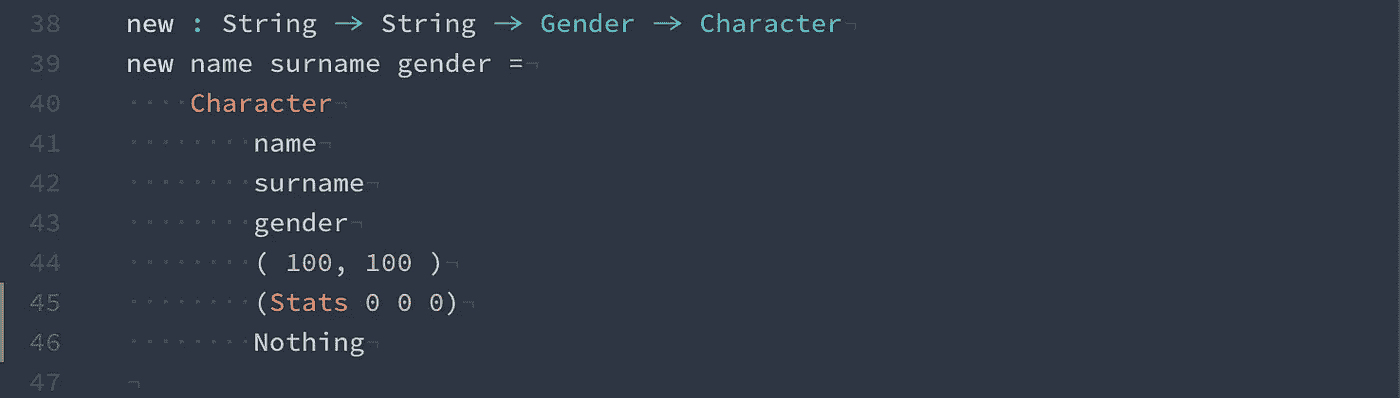 38 new : String → String → Gender → Character¬
39 new name surname gender =¬
40 ····Character¬
41 ········name¬
42 ········surname¬
43 ········gender¬
44 ········( 100, 100 )¬
45 ········(Stats 0 0 0)¬
46 ········Nothing¬
47 ¬